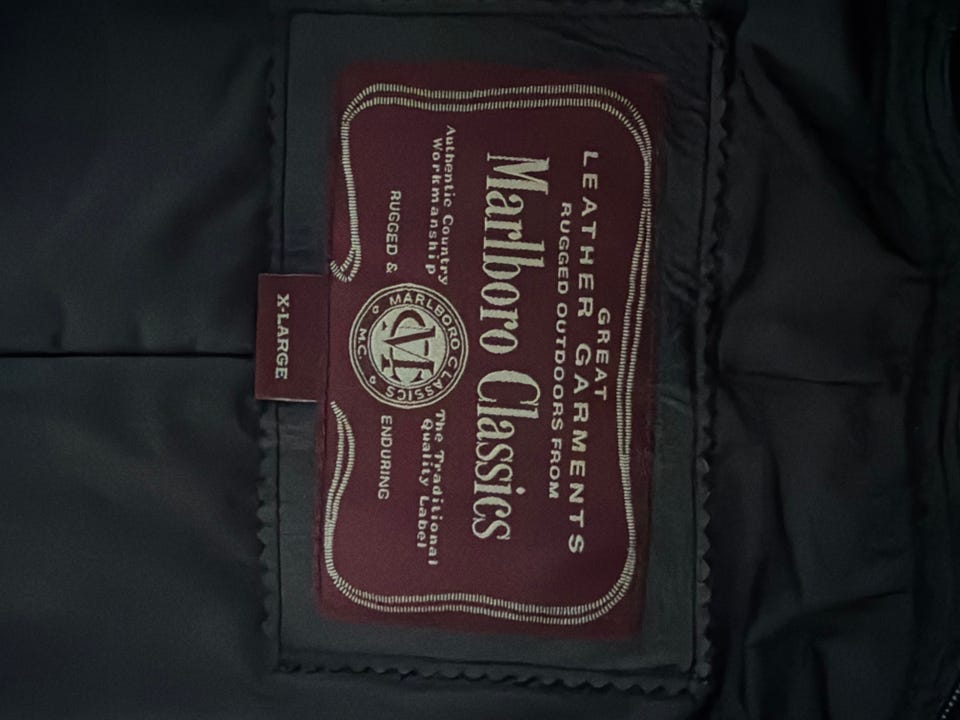 GREAT
LEATHER GARMENTS
RUGGED OUTDOORS FROM
Marlboro Classics
Authentic Country
Workmanship
The Traditional
Quality Label
MARLBORO CLASSICS
M.C.
MC
RUGGED &
ENDURING
X-LARGE